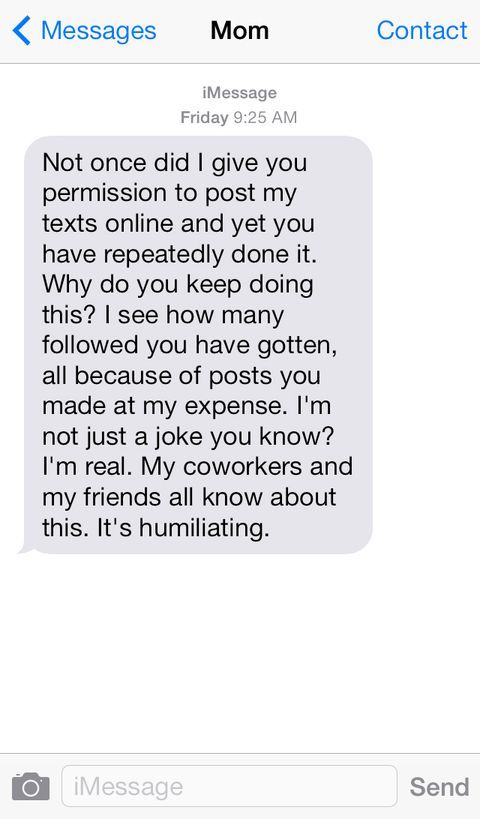 Messages Mom Contact
iMessage
Friday 9:25 AM
Not once did I give you
permission to post my
texts online and yet you
have repeatedly done it.
Why do you keep doing
this? I see how many
followed you have gotten,
all because of posts you
made at my expense. I'm
not just a joke you know?
I'm real. My coworkers and
my friends all know about
this. It's humiliating.
iMessage Send